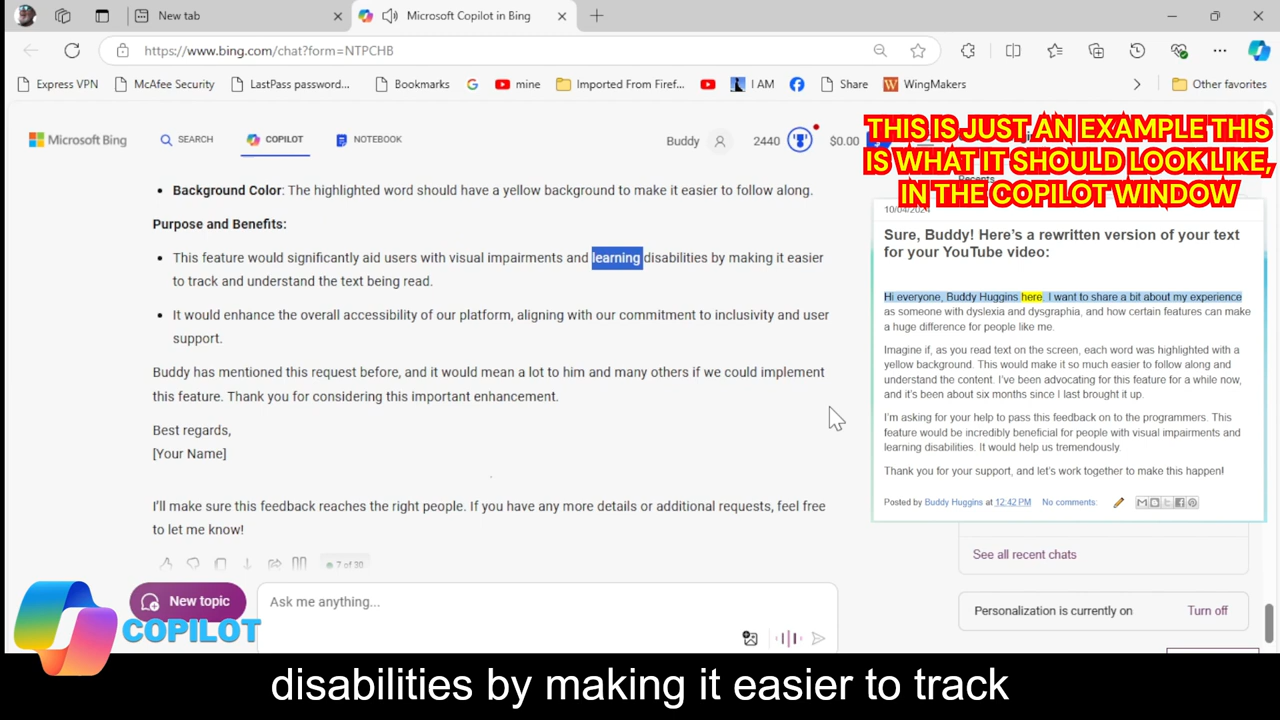 New tab
Microsoft Copilot in Bing
https://www.bing.com/chat?form=NTPCHB
Express VPN
McAfee Security
LastPass password...
Bookmarks
mine
Imported From Firef...
I AM
Share
WingMakers
Other favorites
Microsoft Bing
SEARCH
COPILOT
NOTEBOOK
Buddy
2440
$0.00
THIS IS JUST AN EXAMPLE THIS
IS WHAT IT SHOULD LOOK LIKE,
IN THE COPILOT WINDOW
• Background Color: The highlighted word should have a yellow background to make it easier to follow along.
Purpose and Benefits:
• This feature would significantly aid users with visual impairments and learning disabilities by making it easier
to track and understand the text being read.
• It would enhance the overall accessibility of our platform, aligning with our commitment to inclusivity and user
support.
Buddy has mentioned this request before, and it would mean a lot to him and many others if we could implement
this feature. Thank you for considering this important enhancement.
Best regards,
[Your Name]
I'll make sure this feedback reaches the right people. If you have any more details or additional requests, feel free
to let me know!
7 of 30
10/04/2024
Sure, Buddy! Here's a rewritten version of your text
for your YouTube video:
Hi everyone, Buddy Huggins here. I want to share a bit about my experience
as someone with dyslexia and dysgraphia, and how certain features can make
a huge difference for people like me.
Imagine if, as you read text on the screen, each word was highlighted with a
yellow background. This would make it so much easier to follow along and
understand the content. I've been advocating for this feature for a while now,
and it's been about six months since I last brought it up.
I'm asking for your help to pass this feedback on to the programmers. This
feature would be incredibly beneficial for people with visual impairments and
learning disabilities. It would help us tremendously.
Thank you for your support, and let's work together to make this happen!
Posted by Buddy Huggins at 12:42 PM No comments:
See all recent chats
Personalization is currently on
Turn off
New topic
Ask me anything...
COPILOT
disabilities by making it easier to track